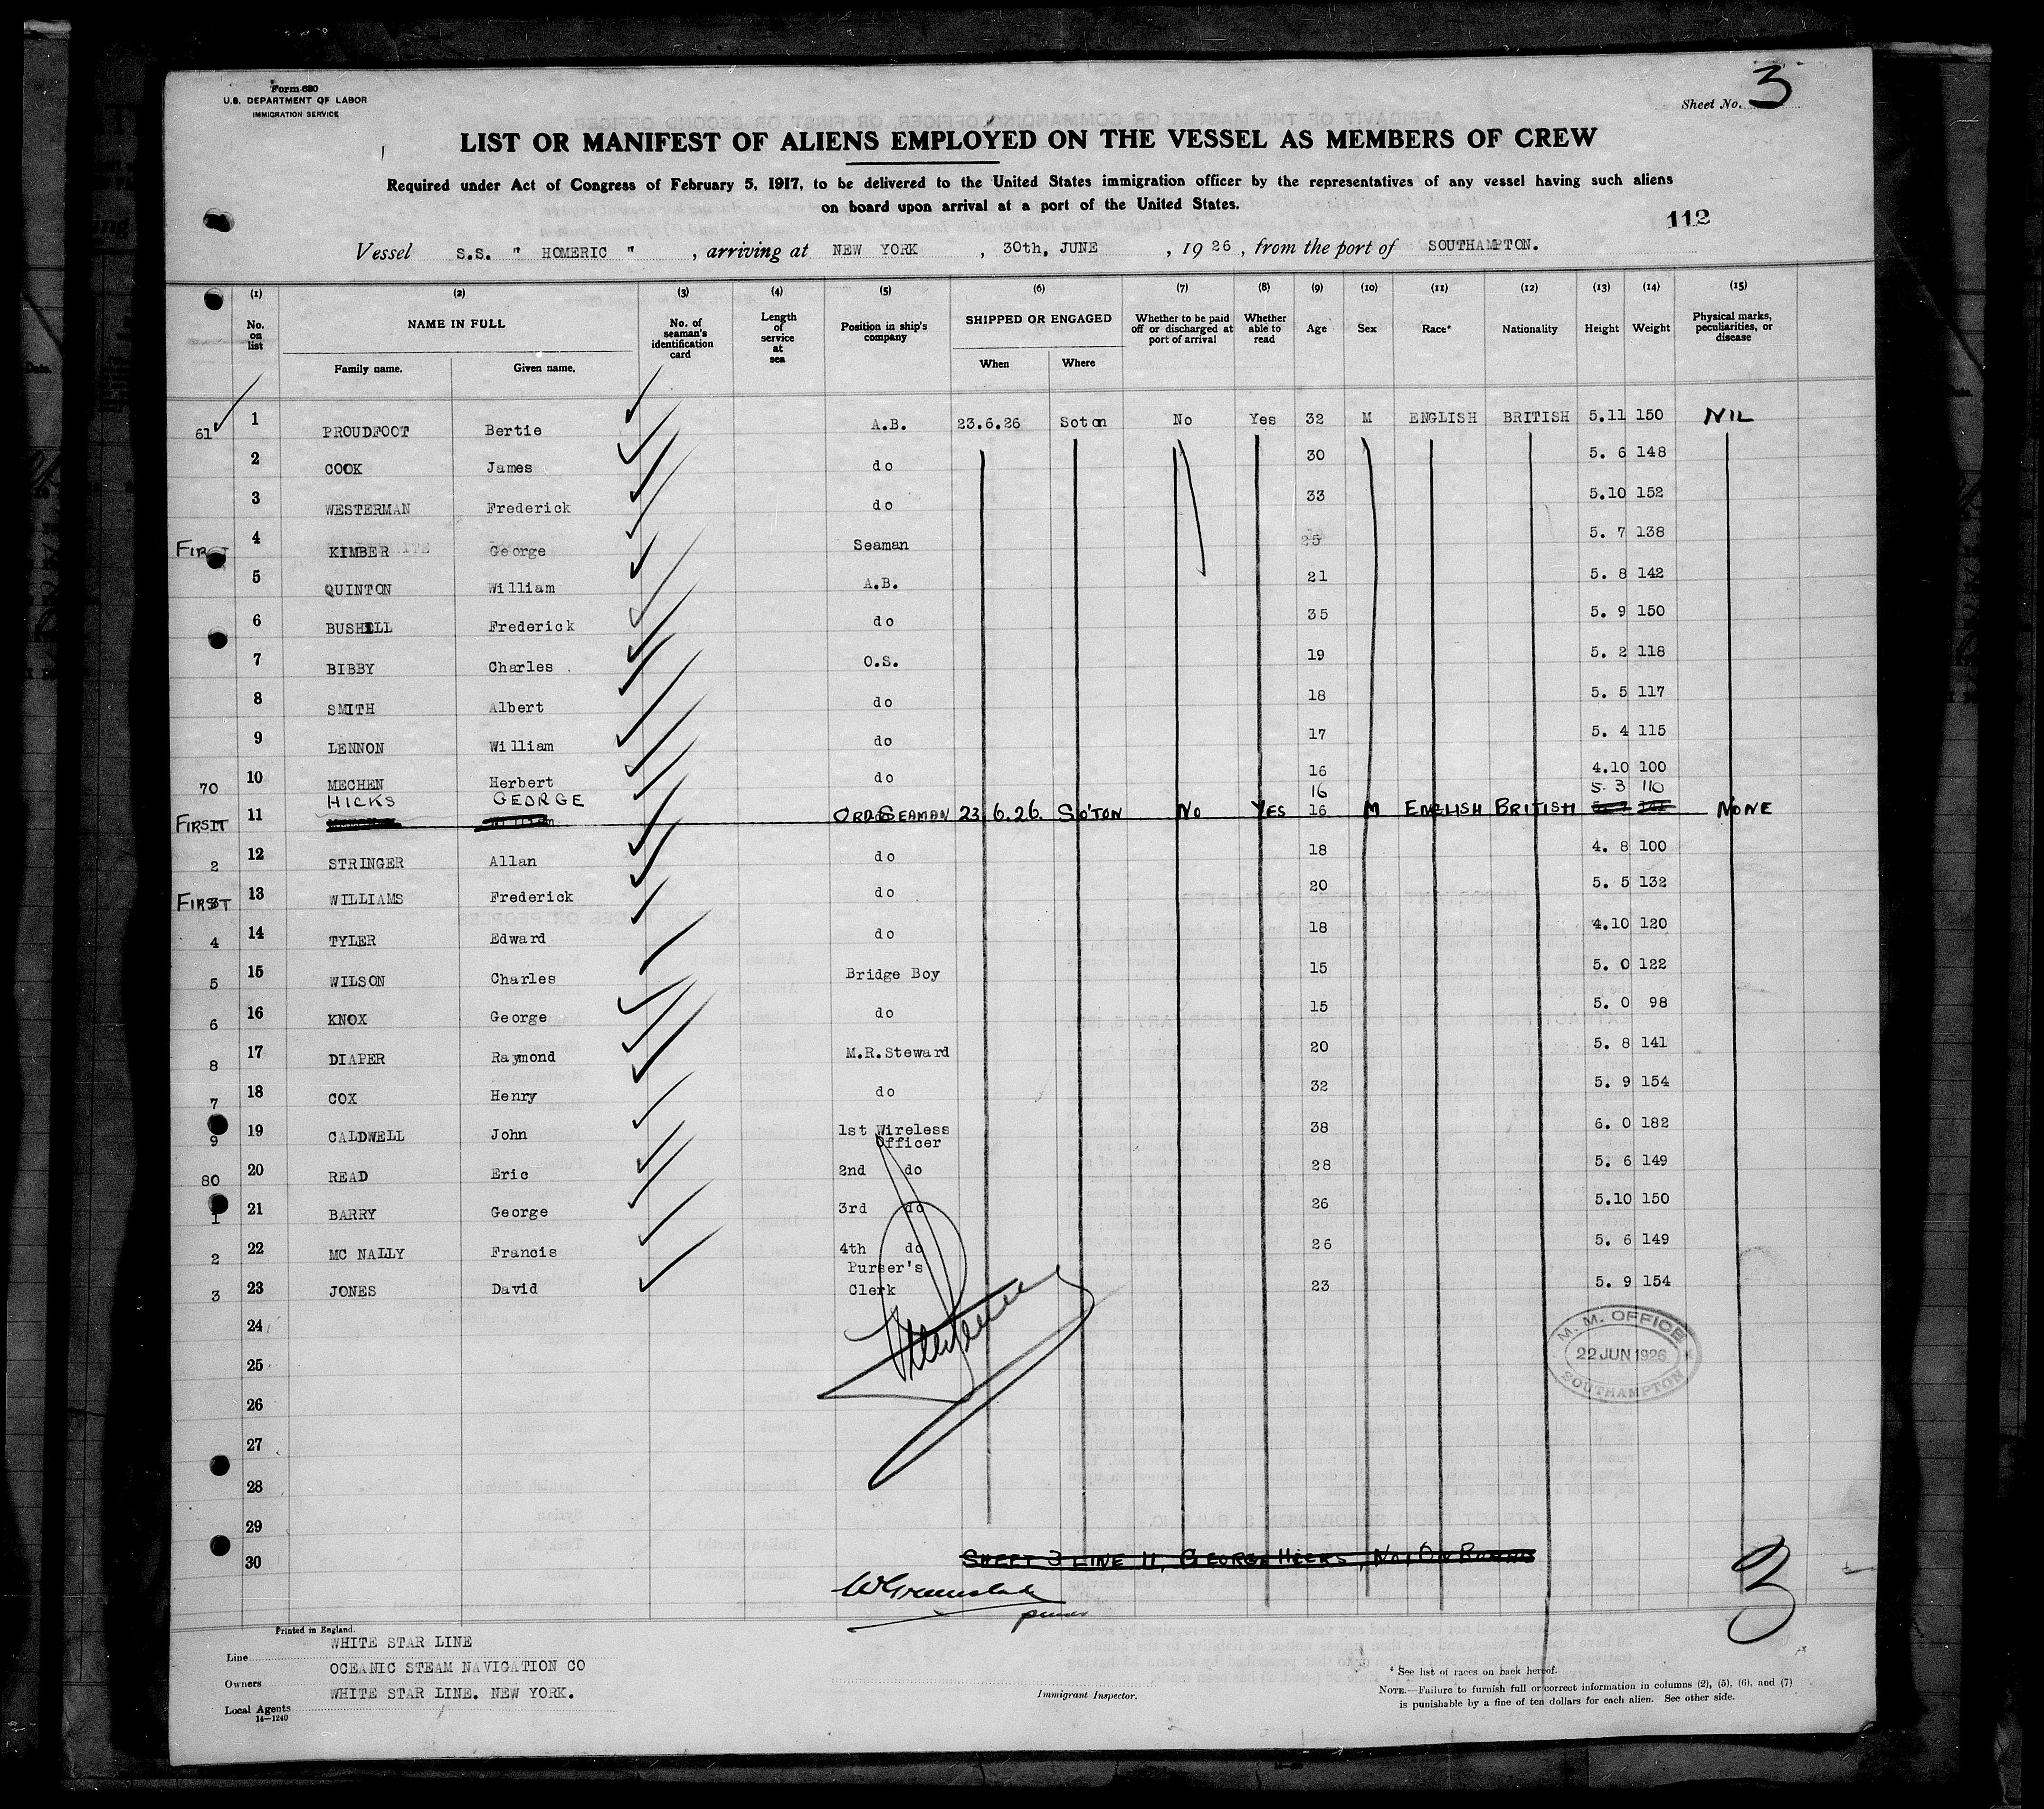 Form 680
U.S. DEPARTMENT OF LABOR
IMMIGRATION SERVICE
Sheet No. 3
LIST OR MANIFEST OF ALIENS EMPLOYED ON THE VESSEL AS MEMBERS OF CREW
Required under Act of Congress of February 5, 1917, to be delivered to the United States immigration officer by the representatives of any vessel having such aliens
on board upon arrival at a port of the United States.
112
Vessel S.S. " HOMERIC " , arriving at NEW YORK , 30th, JUNE , 1926 , from the port of SOUTHAMPTON.
(1) (2) (3) (4) (5) (6) (7) (8) (9) (10) (11) (12) (13) (14) (15)
No. on list NAME IN FULL Family name. Given name. No. of seaman's identification card Length of service at sea Position in ship's company SHIPPED OR ENGAGED When Where Whether to be paid off or discharged at port of arrival Whether able to read Age Sex Race* Nationality Height Weight Physical marks, peculiarities, or disease
61 1 PROUDFOOT Bertie A.B. 23.6.26 Soton No Yes 32 M ENGLISH BRITISH 5.11 150 NIL
2 COOK James do 30 5. 6 148
3 WESTERMAN Frederick do 33 5.10 152
FIRST 4 KIMBER George Seaman 25 5. 7 138
5 QUINTON William A.B. 21 5. 8 142
6 BUSHILL Frederick do 35 5. 9 150
7 BIBBY Charles . O.S. 19 5. 2 118
8 SMITH Albert do 18 5. 5 117
9 LENNON William do 17 5. 4 115
70 10 MECHEN Herbert do 16 4.10 100
HICKS GEORGE 16 5 3 110
FIRST 11 ORD SEAMAN 23.6.26. SO'TON NO YES 16 M ENGLISH BRITISH NONE
2 12 STRINGER Allan do 18 4. 8 100
FIRST 3 13 WILLIAMS Frederick do 20 5. 5 132
4 14 TYLER Edward do 18 4.10 120
5 15 WILSON Charles Bridge Boy 15 5. 0 122
6 16 KNOX George do 15 5. 0 98
8 17 DIAPER Raymond M.R.Steward 20 5. 8 141
7 18 COX Henry do 32 5. 9 154
9 19 CALDWELL John 1st Wireless Officer 38 6. 0 182
80 20 READ Eric 2nd do 28 5. 6 149
1 21 BARRY George 3rd do 26 5.10 150
2 22 MC NALLY Francis 4th do 26 5. 6 149
3 23 JONES David Purser's Clerk 23 5. 9 154
24
M. M. OFFICE
22 JUN 1926
SOUTHAMPTON
25
26
27
28
29
30 SHEET 3 LINE 11, GEORGE HICKS, NOT ON BOARD
purser
3
Printed in England.
Line WHITE STAR LINE
Owners OCEANIC STEAM NAVIGATION CO
Local Agents WHITE STAR LINE. NEW YORK.
14—1240
Immigrant Inspector.
* See list of races on back hereof.
NOTE.—Failure to furnish full or correct information in columns (2), (5), (6), and (7)
is punishable by a fine of ten dollars for each alien. See other side.